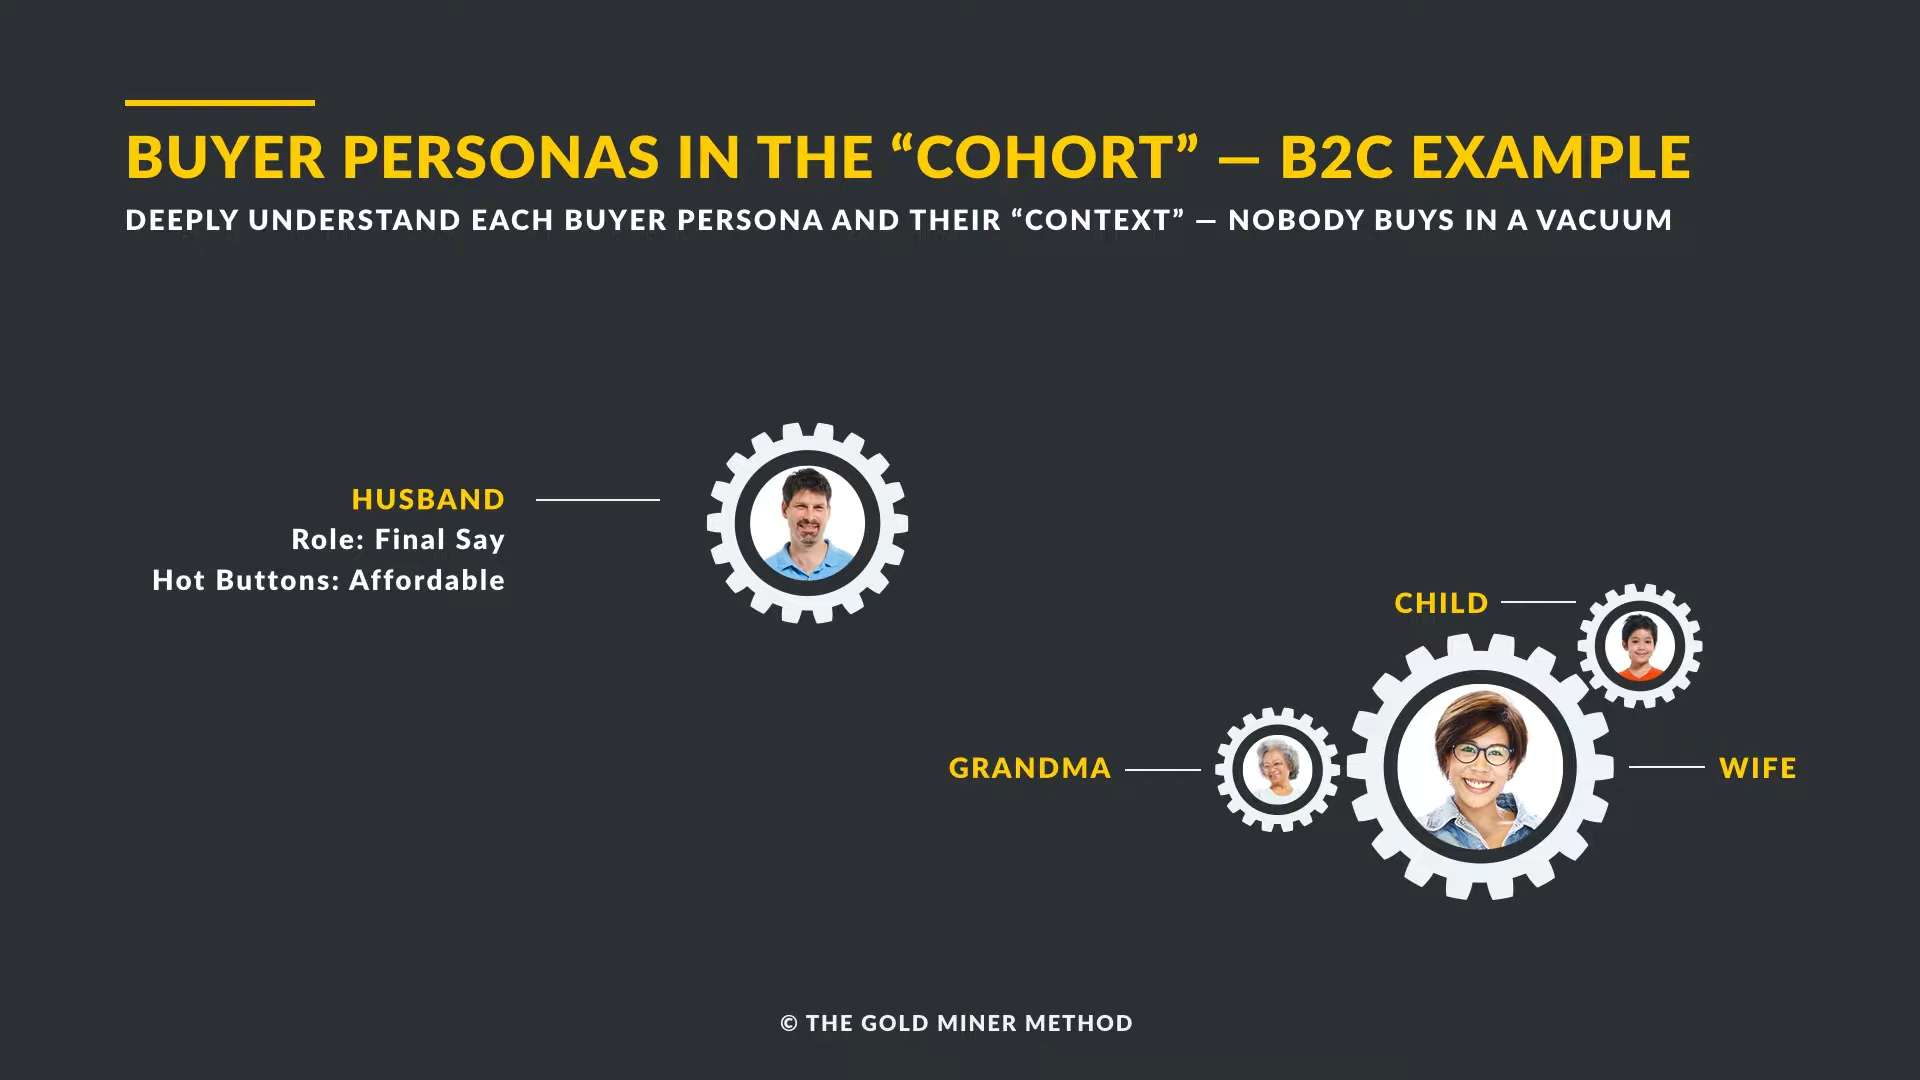 BUYER PERSONAS IN THE “COHORT” — B2C EXAMPLE
DEEPLY UNDERSTAND EACH BUYER PERSONA AND THEIR “CONTEXT” — NOBODY BUYS IN A VACUUM
HUSBAND
Role: Final Say
Hot Buttons: Affordable
CHILD
GRANDMA
WIFE
© THE GOLD MINER METHOD